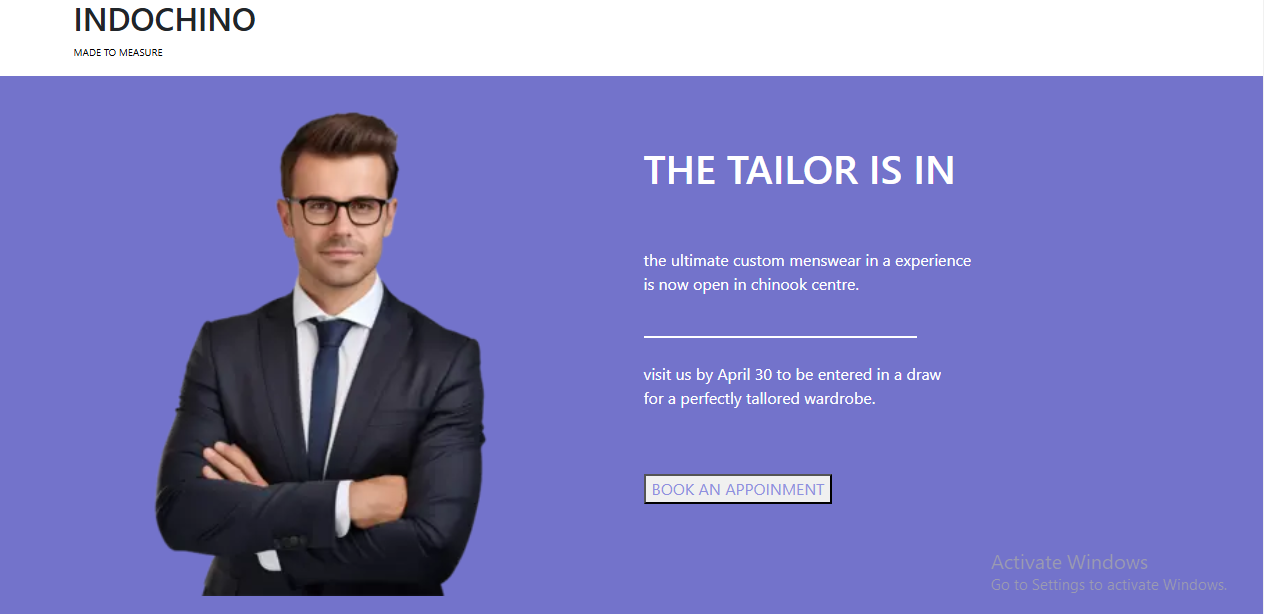 INDOCHINO
MADE TO MEASURE
THE TAILOR IS IN
the ultimate custom menswear in a experience
is now open in chinook centre.
visit us by April 30 to be entered in a draw
for a perfectly tallored wardrobe.
BOOK AN APPOINMENT
Activate Windows
Go to Settings to activate Windows.